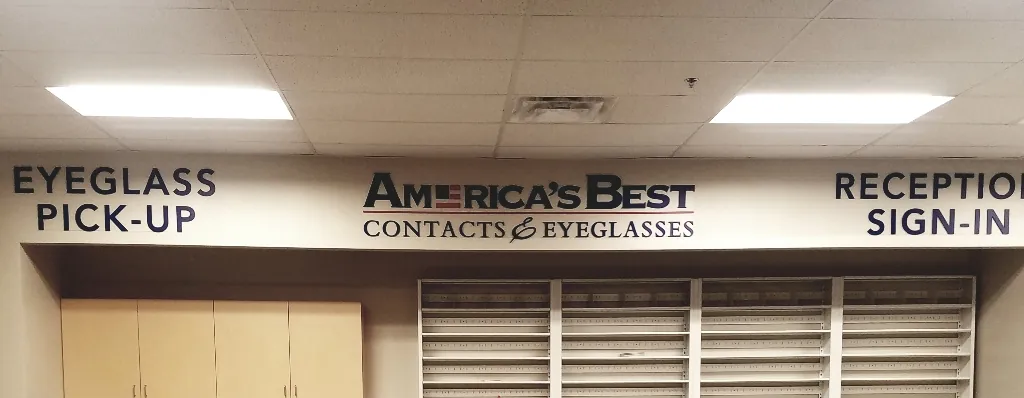 EYEGLASS
PICK-UP
AMERICA'S BEST
CONTACTS & EYEGLASSES
RECEPTIO
SIGN-IN